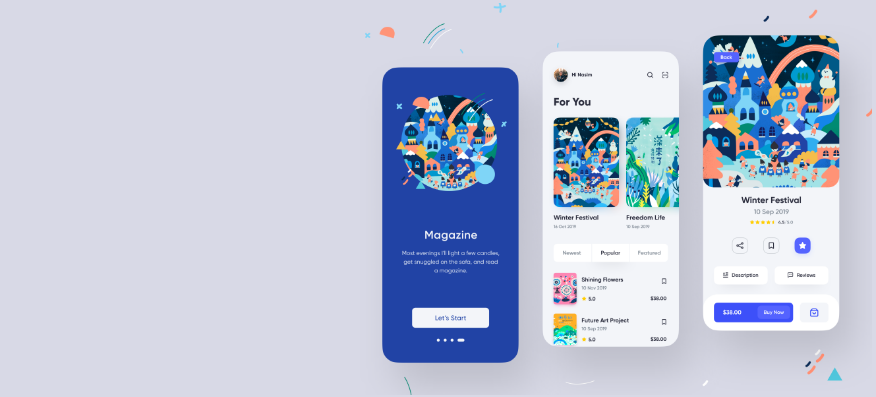 Magazine
Most evenings I'll light a few candles,
get snuggled on the sofa, and read
a magazine.
Let's Start
Hi Nasim
For You
Winter Festival
Freedom Life
10 Sep 2019
Newest
Popular
Featured
Shining Flowers
10 Nov 2019
5.0
$38.00
Future Art Project
10 Sep 2019
5.0
$38.00
Back
Winter Festival
10 Sep 2019
4.5/5.0
Description
Reviews
$38.00
Buy Now